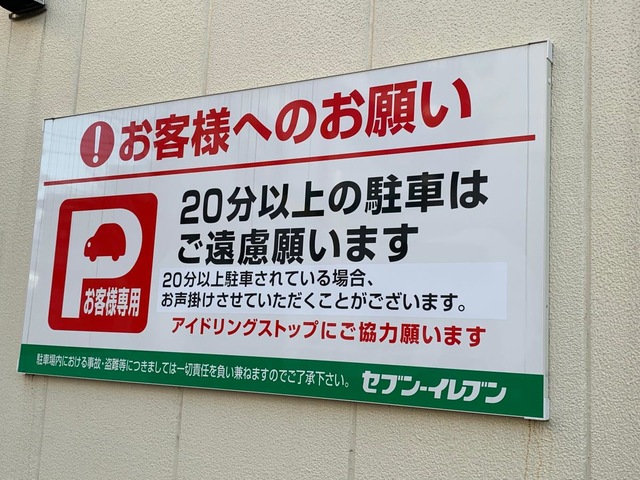 ! お客様へのお願い
20分以上の駐車は
ご遠慮願います
20分以上駐車されている場合、
お声掛けさせていただくことがございます。
アイドリングストップにご協力願います
P
お客様専用
駐車場内における事故・盗難等につきましては一切責任を負い兼ねますのでご了承下さい。
セブン-イレブン